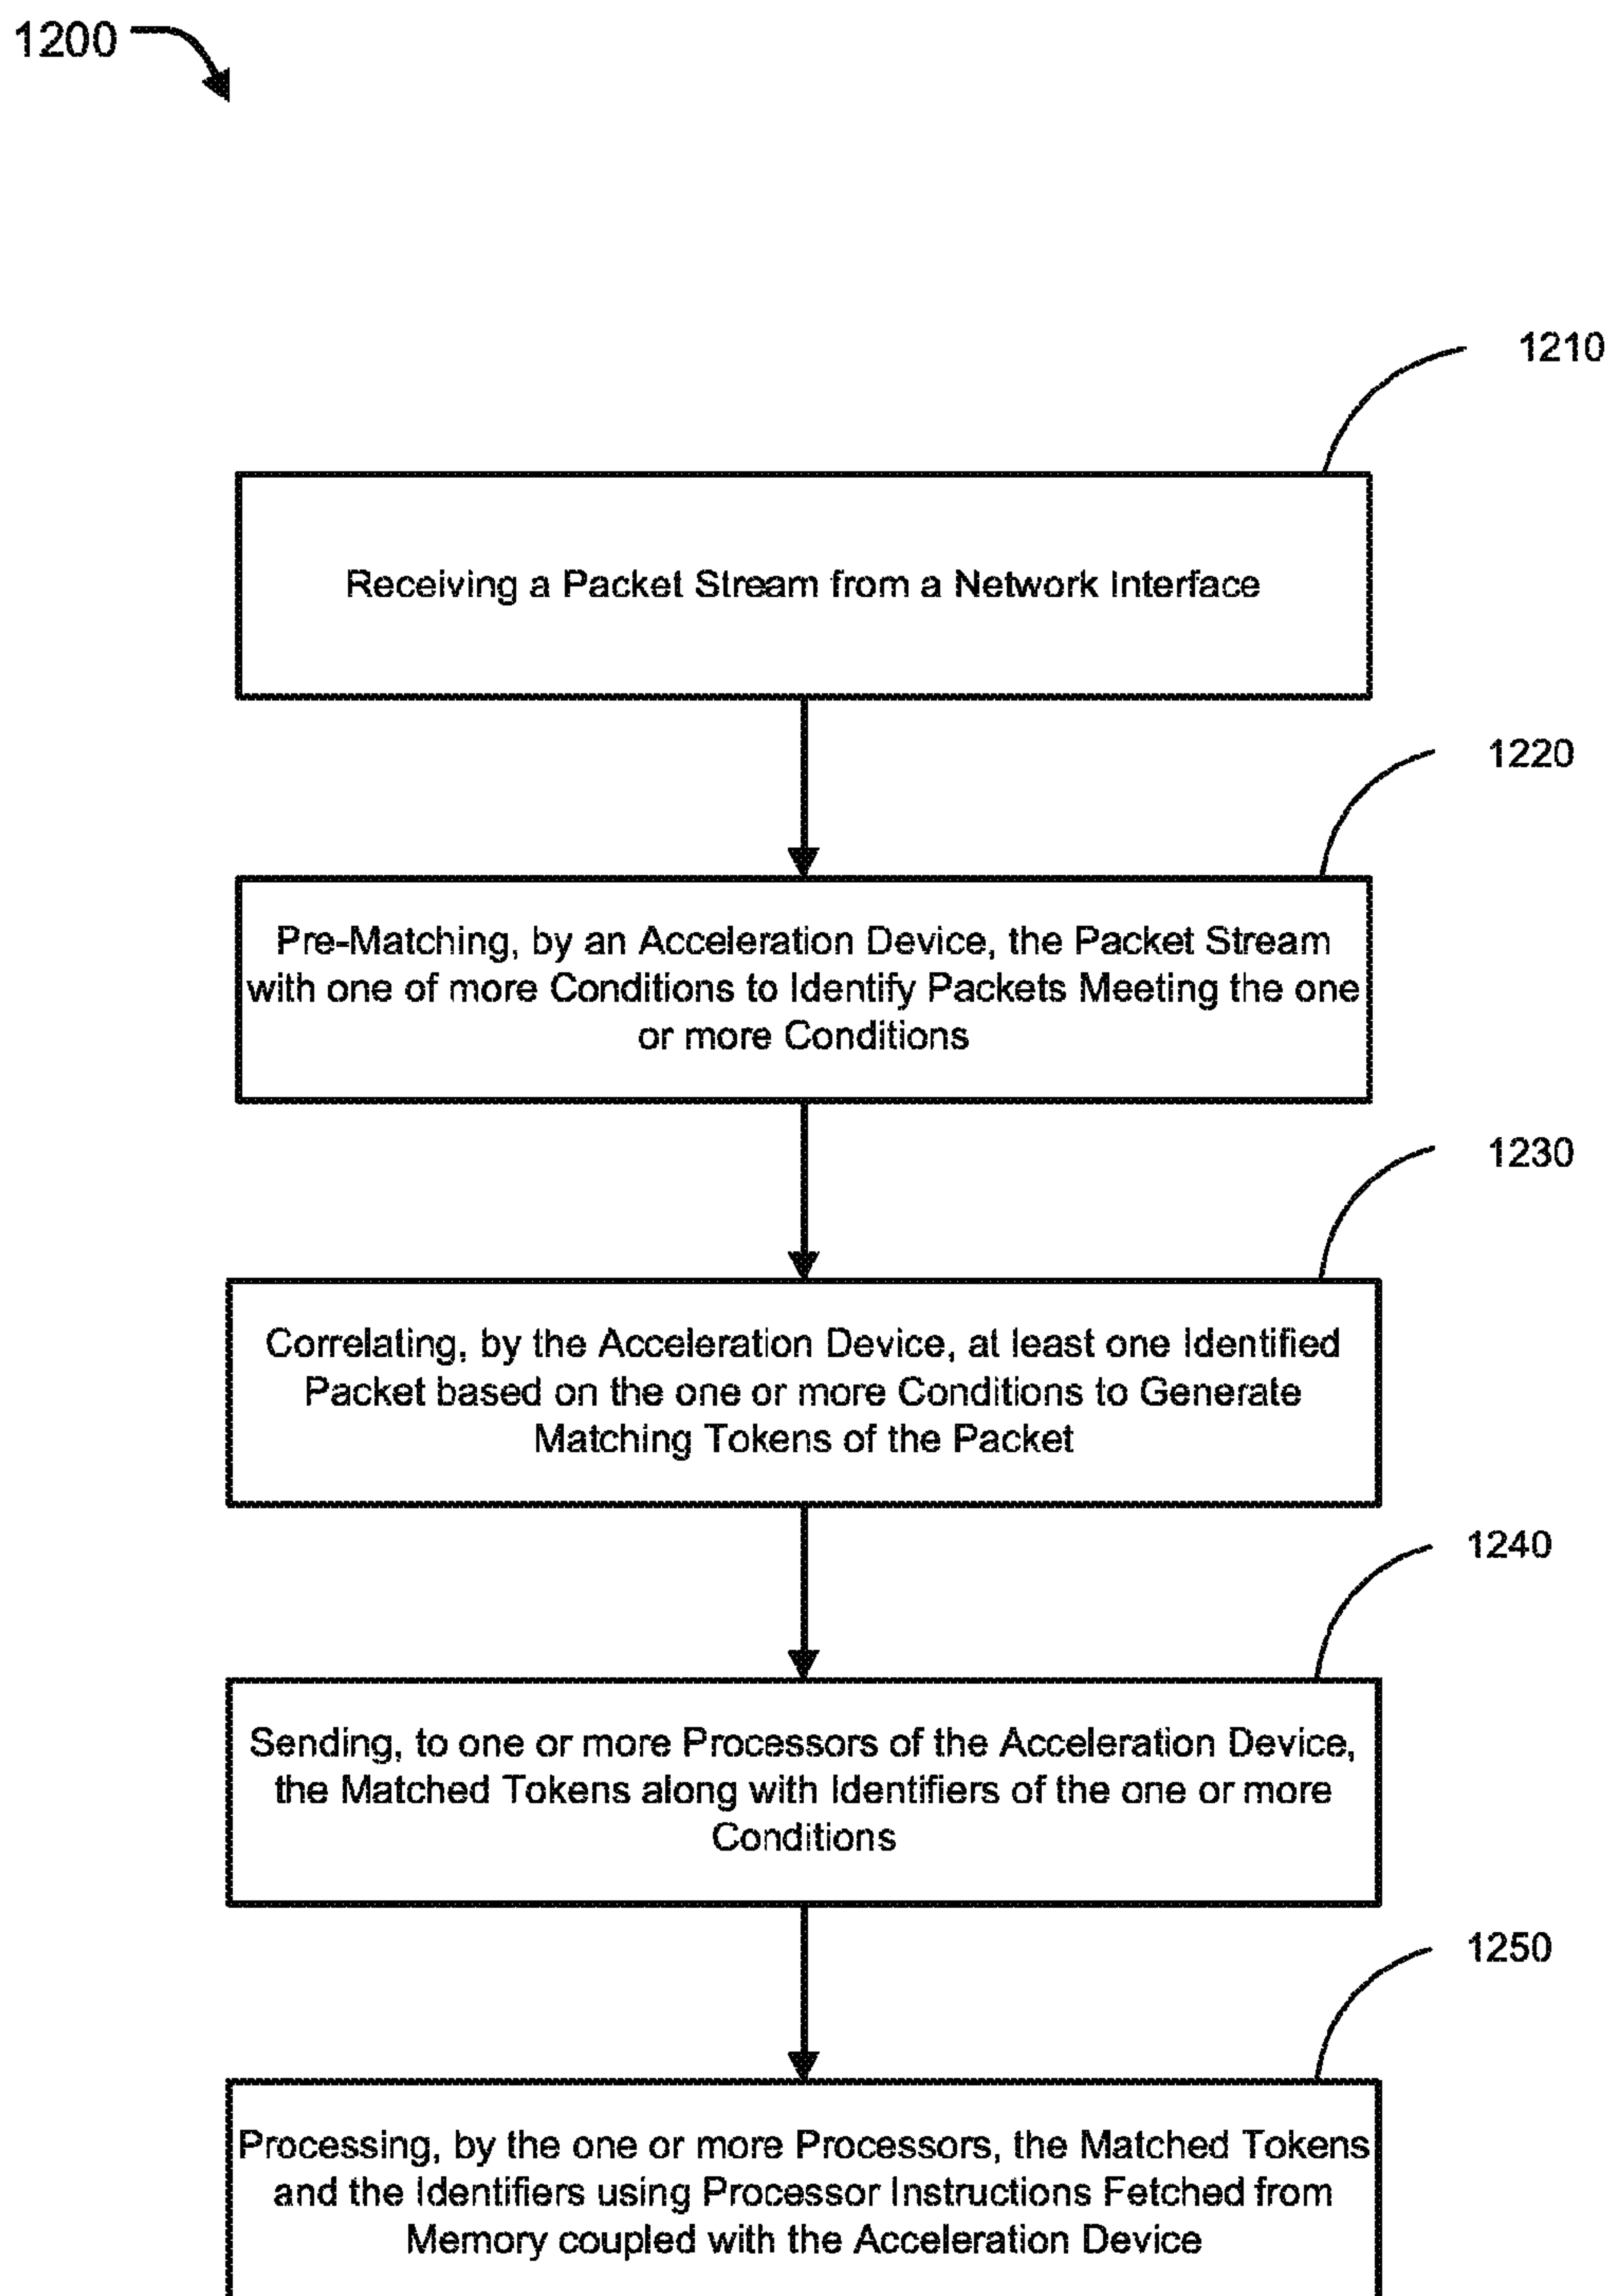 1200
1210
Receiving a Packet Stream from a Network Interface
1220
Pre-Matching, by an Acceleration Device, the Packet Stream
with one of more Conditions to Identify Packets Meeting the one
or more Conditions
1230
Correlating, by the Acceleration Device, at least one Identified
Packet based on the one or more Conditions to Generate
Matching Tokens of the Packet
1240
Sending, to one or more Processors of the Acceleration Device,
the Matched Tokens along with Identifiers of the one or more
Conditions
1250
Processing, by the one or more Processors, the Matched Tokens
and the Identifiers using Processor Instructions Fetched from
Memory coupled with the Acceleration Device